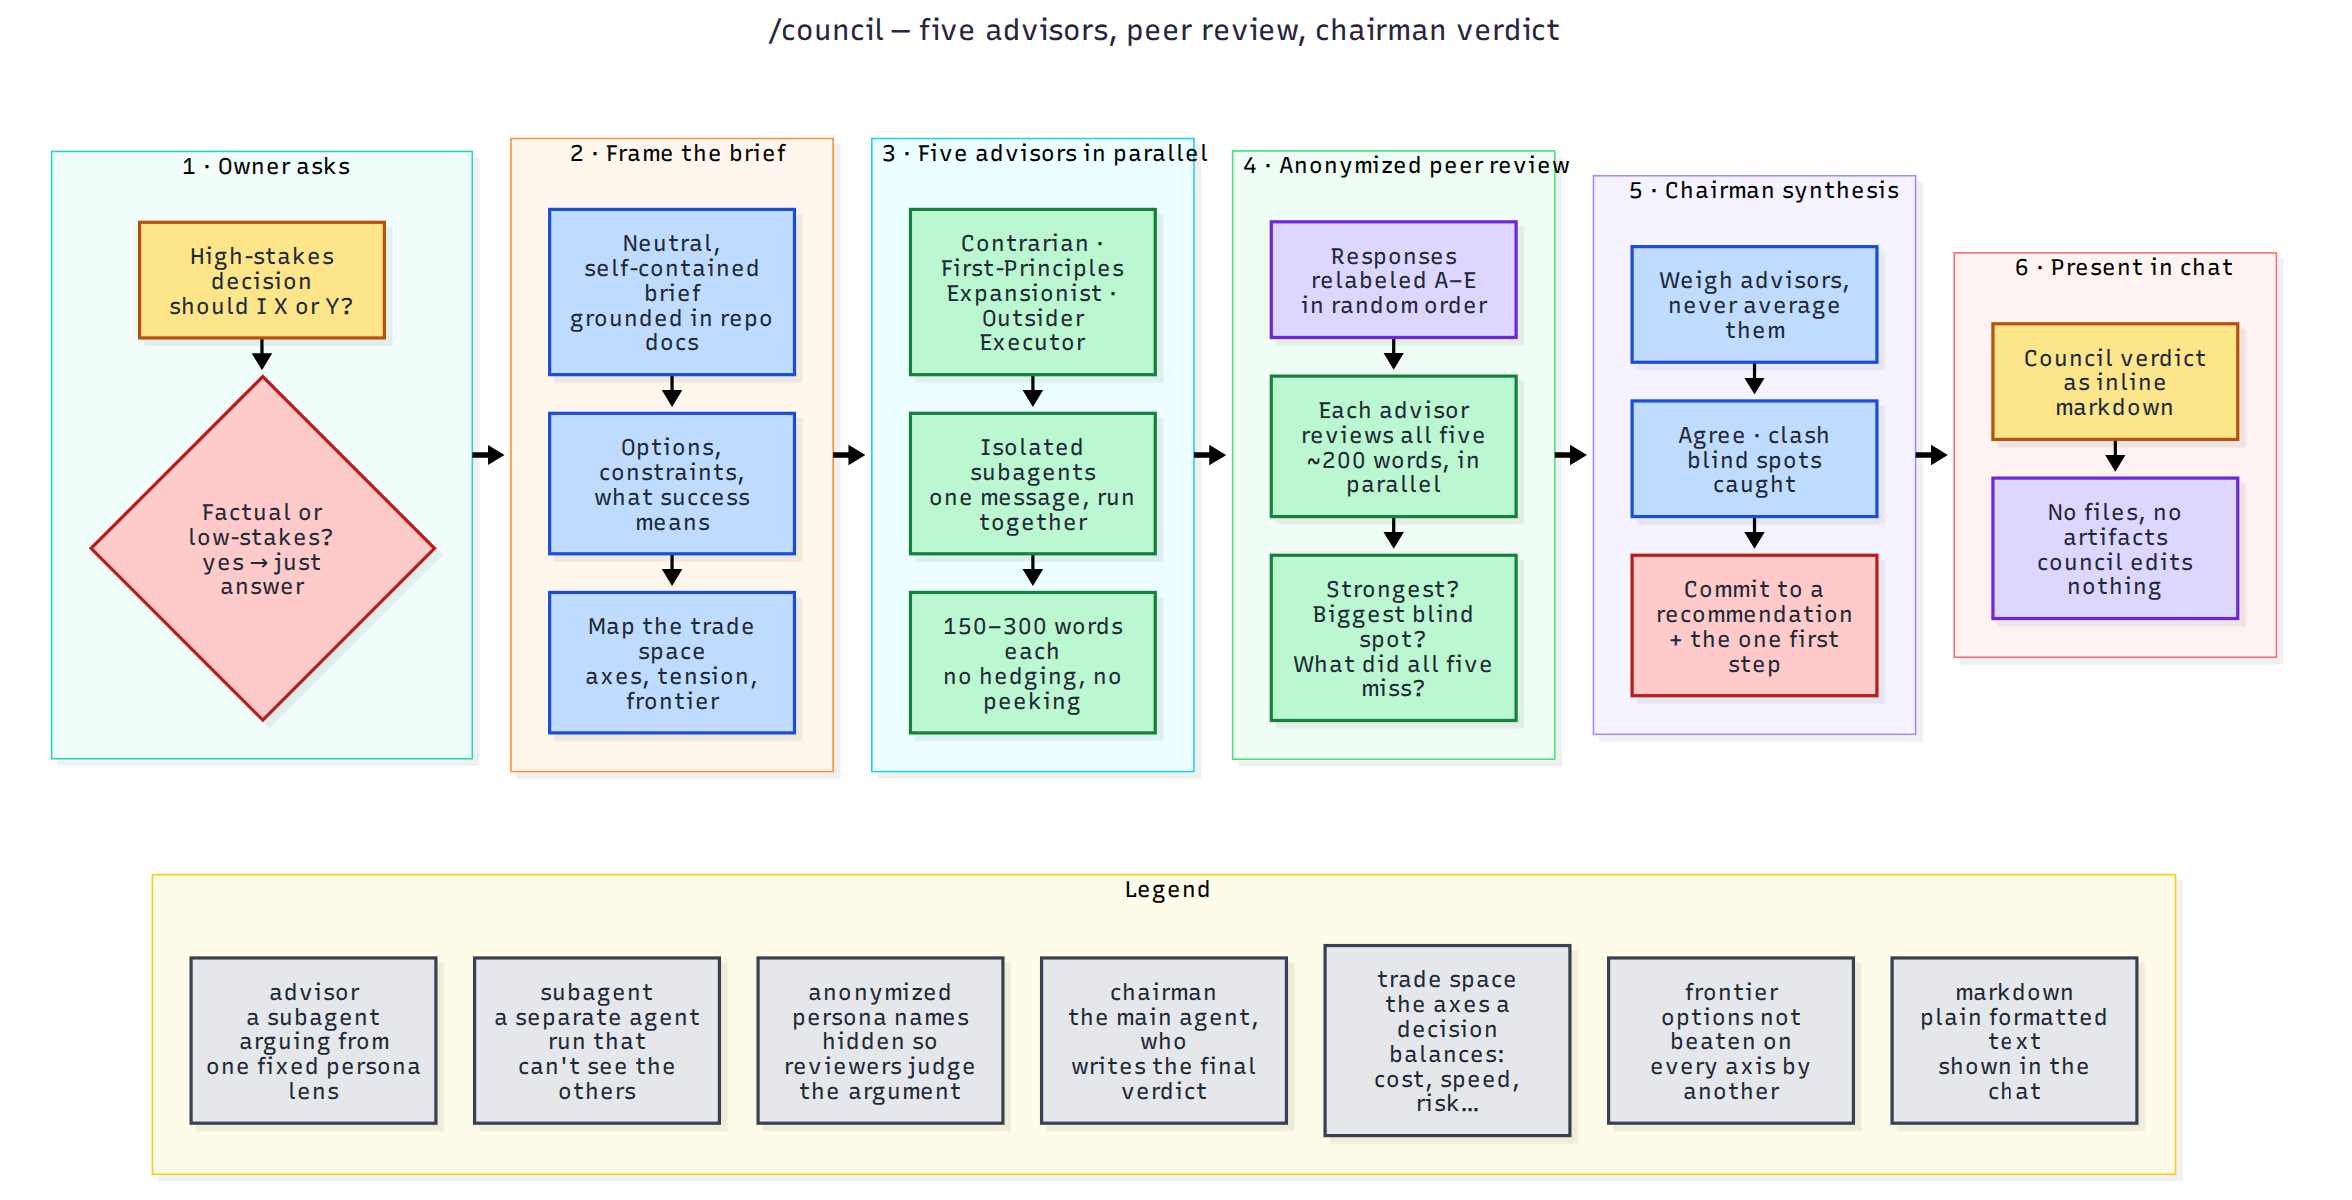 /council – five advisors, peer review, chairman verdict
1 · Owner asks
High-stakes
decision
should I X or Y?
Factual or
low-stakes?
yes → just
answer
2 · Frame the brief
Neutral,
self-contained
brief
grounded in repo
docs
Options,
constraints,
what success
means
Map the trade
space
axes, tension,
frontier
3 · Five advisors in parallel
Contrarian ·
First-Principles
Expansionist ·
Outsider
Executor
Isolated
subagents
one message, run
together
150–300 words
each
no hedging, no
peeking
4 · Anonymized peer review
Responses
relabeled A–E
in random order
Each advisor
reviews all five
~200 words, in
parallel
Strongest?
Biggest blind
spot?
What did all five
miss?
5 · Chairman synthesis
Weigh advisors,
never average
them
Agree · clash
blind spots
caught
Commit to a
recommendation
+ the one first
step
6 · Present in chat
Council verdict
as inline
markdown
No files, no
artifacts
council edits
nothing
Legend
advisor
a subagent
arguing from
one fixed persona
lens
subagent
a separate agent
run that
can't see the
others
anonymized
persona names
hidden so
reviewers judge
the argument
chairman
the main agent,
who
writes the final
verdict
trade space
the axes a
decision
balances:
cost, speed,
risk...
frontier
options not
beaten on
every axis by
another
markdown
plain formatted
text
shown in the
chat